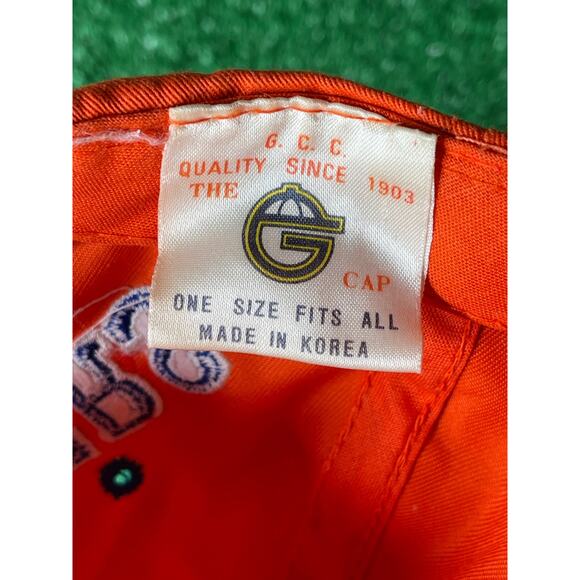 G. C. C.
QUALITY SINCE 1903
THE G CAP
ONE SIZE FITS ALL
MADE IN KOREA